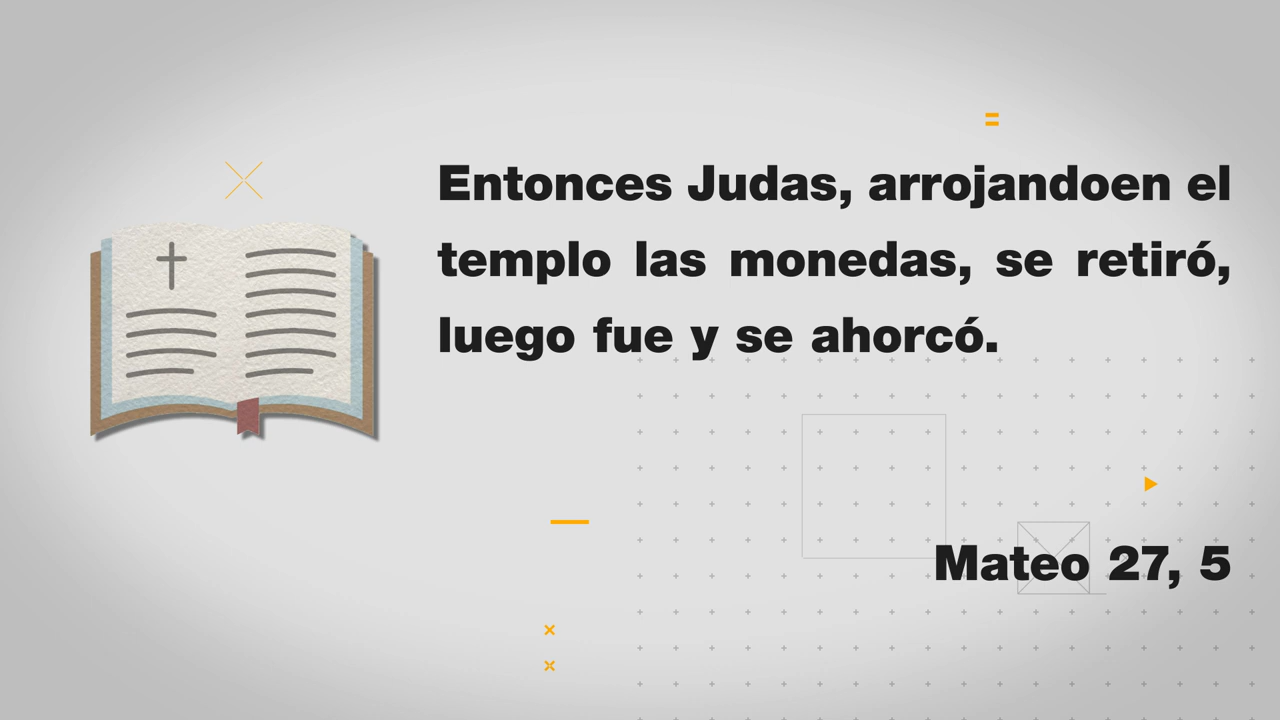 Entonces Judas, arrojandoen el
templo las monedas, se retiró,
luego fue y se ahorcó.
Mateo 27, 5